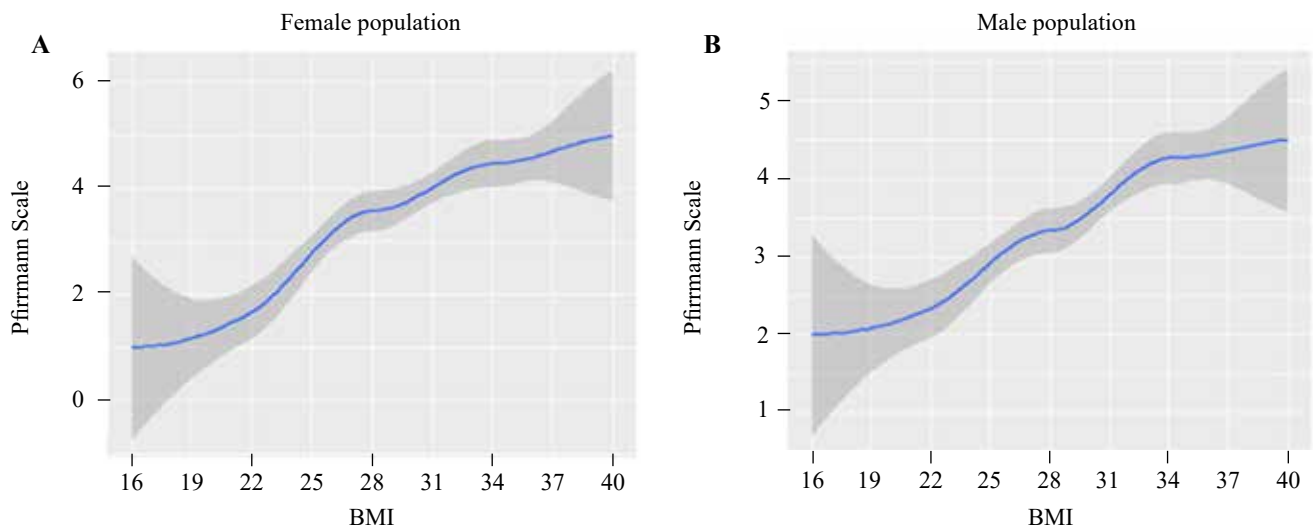 Female population
A
Pfirrmann Scale
6
4
2
0
16 19 22 25 28 31 34 37 40
BMI
Male population
B
Pfirrmann Scale
5
4
3
2
1
16 19 22 25 28 31 34 37 40
BMI